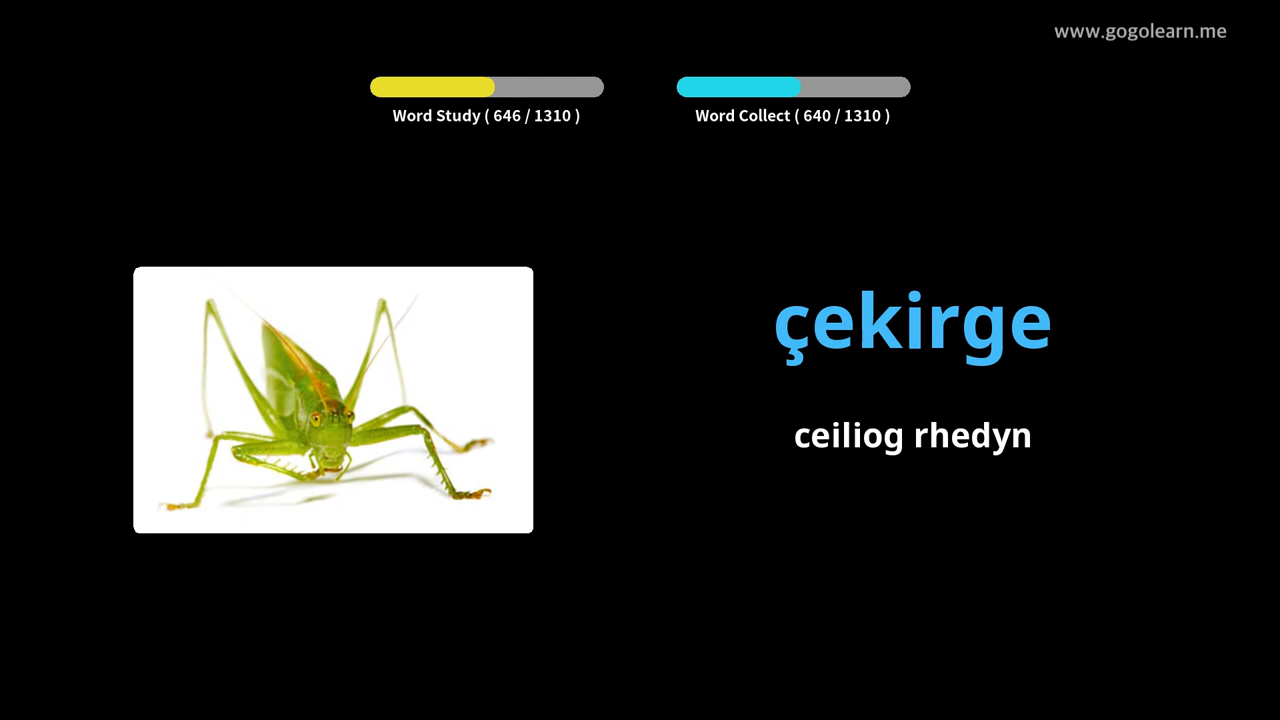 www.gogolearn.me
Word Study ( 646 / 1310 )
Word Collect ( 640 / 1310 )
çekirge
ceiliog rhedyn